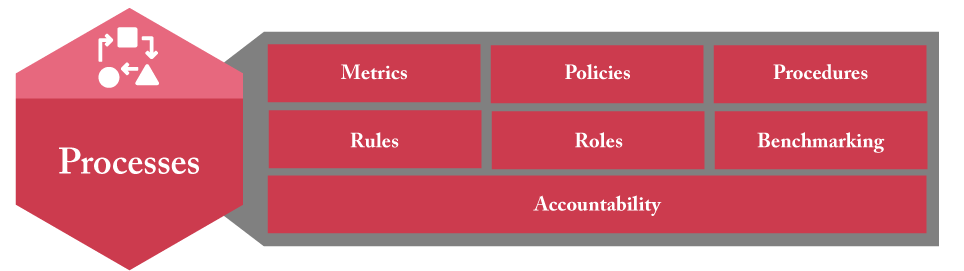 Processes
Metrics
Policies
Procedures
Rules
Roles
Benchmarking
Accountability